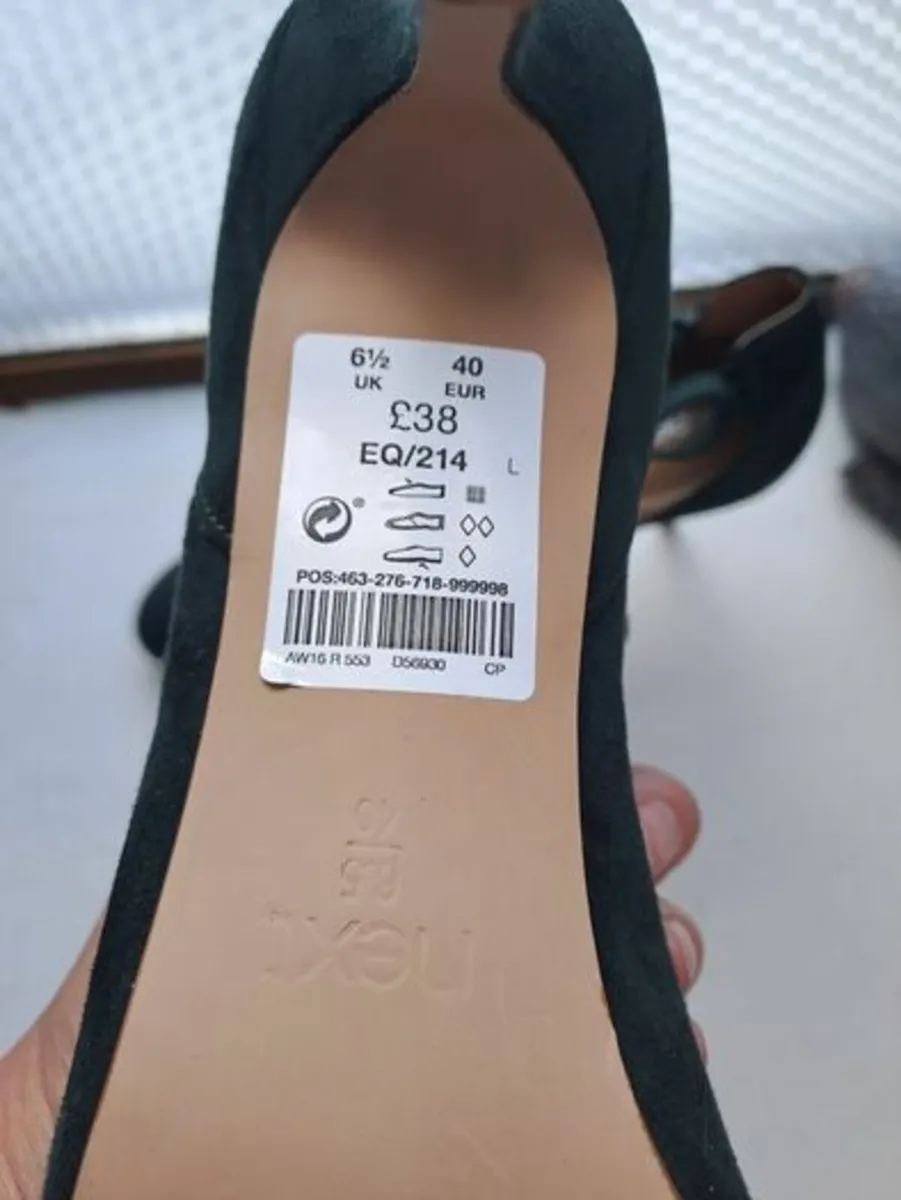 6½ 40
UK EUR
£38
EQ/214 L
®
POS:463-276-718-999998
AW16 R 553 D56930 CP
40
6.5
next